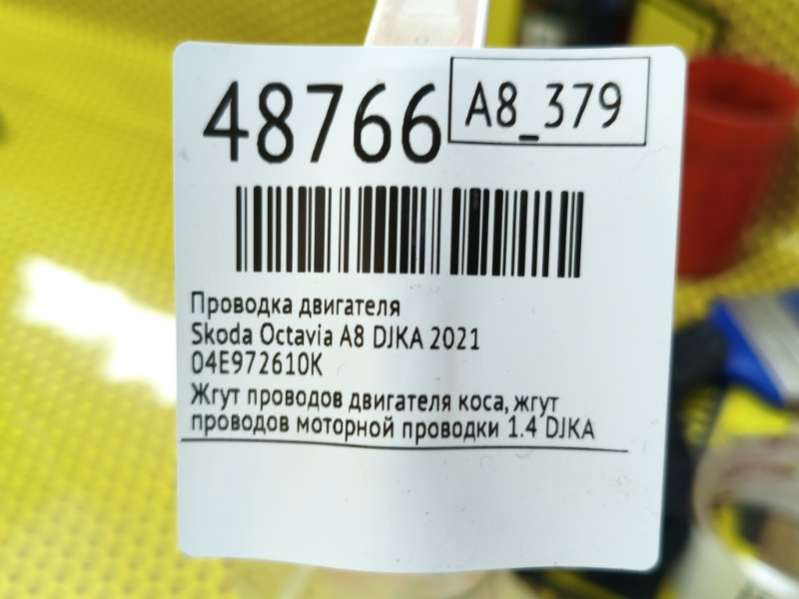 48766
A8_379
Проводка двигателя
Skoda Octavia A8 DJKA 2021
04E972610K
Жгут проводов двигателя коса, жгут
проводов моторной проводки 1.4 DJKA